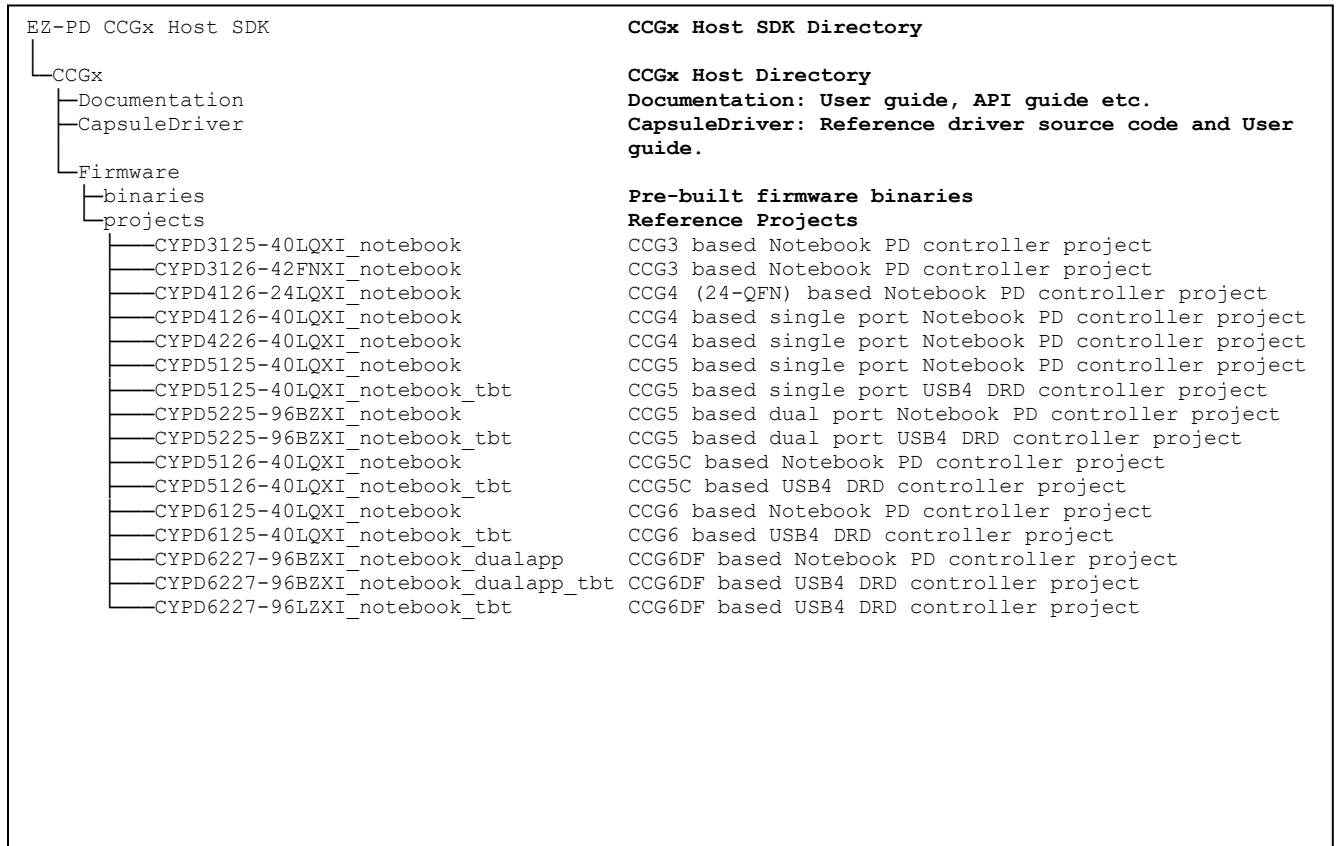 EZ-PD CCGx Host SDK CCGx Host SDK Directory
CCGx CCGx Host Directory
Documentation Documentation: User guide, API guide etc.
CapsuleDriver CapsuleDriver: Reference driver source code and User
guide.
Firmware
binaries Pre-built firmware binaries
projects Reference Projects
CYPD3125-40LQXI_notebook CCG3 based Notebook PD controller project
CYPD3126-42FNXI_notebook CCG3 based Notebook PD controller project
CYPD4126-24LQXI_notebook CCG4 (24-QFN) based Notebook PD controller project
CYPD4126-40LQXI_notebook CCG4 based single port Notebook PD controller project
CYPD4226-40LQXI_notebook CCG4 based single port Notebook PD controller project
CYPD5125-40LQXI_notebook CCG5 based single port Notebook PD controller project
CYPD5125-40LQXI_notebook_tbt CCG5 based single port USB4 DRD controller project
CYPD5225-96BZXI_notebook CCG5 based dual port Notebook PD controller project
CYPD5225-96BZXI_notebook_tbt CCG5 based dual port USB4 DRD controller project
CYPD5126-40LQXI_notebook CCG5C based Notebook PD controller project
CYPD5126-40LQXI_notebook_tbt CCG5C based USB4 DRD controller project
CYPD6125-40LQXI_notebook CCG6 based Notebook PD controller project
CYPD6125-40LQXI_notebook_tbt CCG6 based USB4 DRD controller project
CYPD6227-96BZXI_notebook_dualapp CCG6DF based Notebook PD controller project
CYPD6227-96BZXI_notebook_dualapp_tbt CCG6DF based USB4 DRD controller project
CYPD6227-96LZXI_notebook_tbt CCG6DF based USB4 DRD controller project